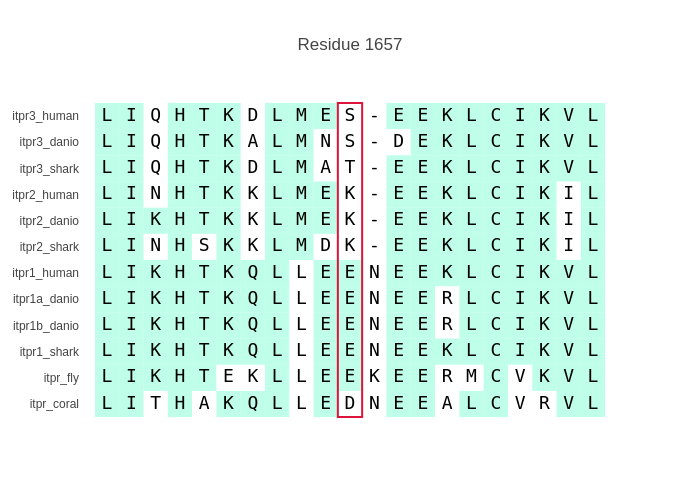 Residue 1657
itpr3_human L I Q H T K D L M E S - E E K L C I K V L
itpr3_danio L I Q H T K A L M N S - D E K L C I K V L
itpr3_shark L I Q H T K D L M A T - E E K L C I K V L
itpr2_human L I N H T K K L M E K - E E K L C I K I L
itpr2_danio L I K H T K K L M E K - E E K L C I K I L
itpr2_shark L I N H S K K L M D K - E E K L C I K I L
itpr1_human L I K H T K Q L L E E N E E K L C I K V L
itpr1a_danio L I K H T K Q L L E E N E E R L C I K V L
itpr1b_danio L I K H T K Q L L E E N E E R L C I K V L
itpr1_shark L I K H T K Q L L E E N E E K L C I K V L
itpr_fly L I K H T E K L L E E K E E R M C V K V L
itpr_coral L I T H A K Q L L E D N E E A L C V R V L